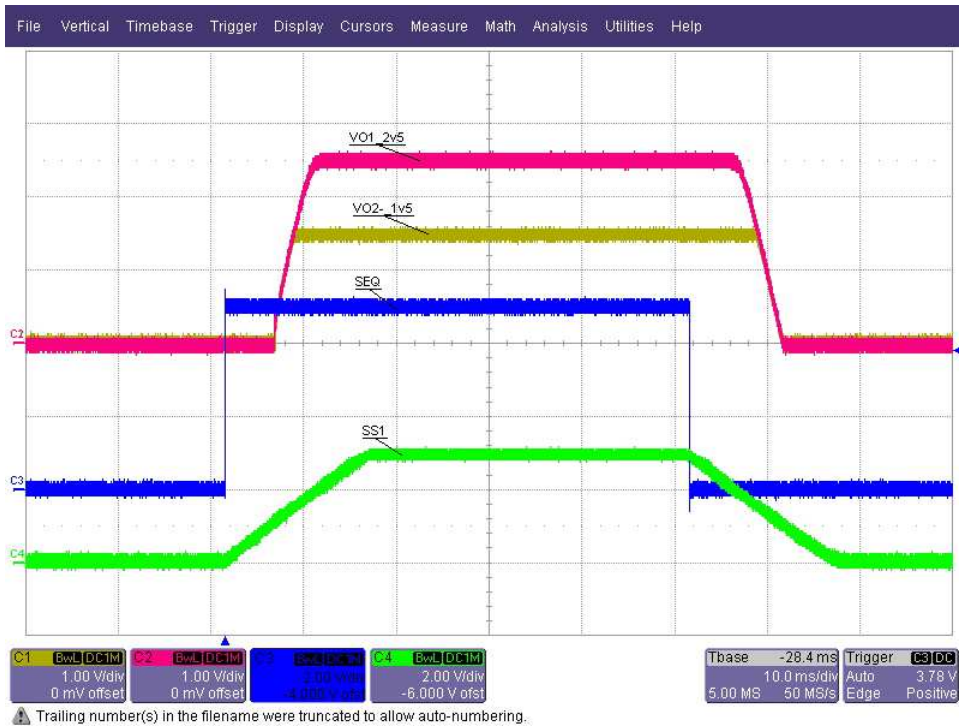 File Vertical Timebase Trigger Display Cursors Measure Math Analysis Utilities Help
VO1_2v5
VO2-_1v5
SEQ
SS1
C2
C3
C4
C1 BwL DC1M
1.00 V/div
0 mV offset
C2 BwL DC1M
1.00 V/div
0 mV offset
C3 BwL DC1M
2.00 V/div
-4.000 V ofst
C4 BwL DC1M
2.00 V/div
-6.000 V ofst
Tbase -28.4 ms
10.0 ms/div
5.00 MS 50 MS/s
Trigger C3 DC
Auto 3.78 V
Edge Positive
Trailing number(s) in the filename were truncated to allow auto-numbering.